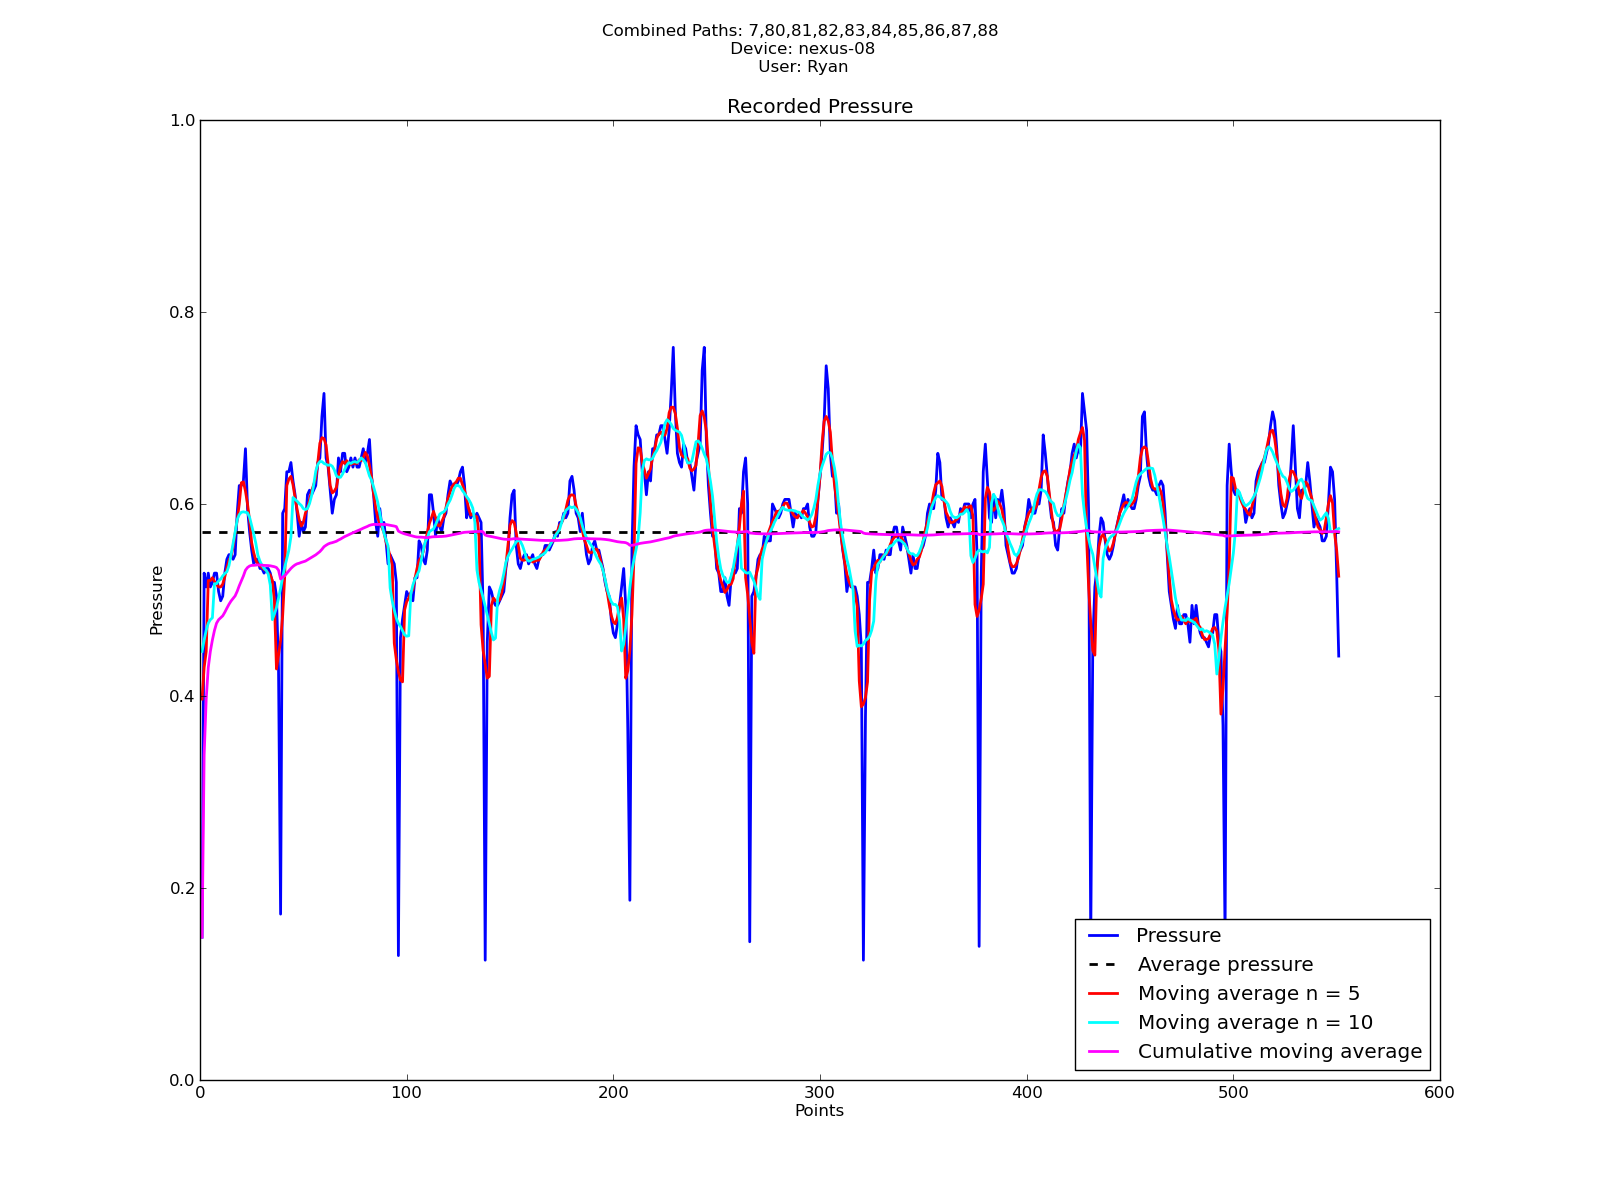 Combined Paths: 7,80,81,82,83,84,85,86,87,88
Device: nexus-08
User: Ryan
Recorded Pressure
1.0
0.8
0.6
0.4
0.2
0.0
Pressure
0 100 200 300 400 500 600
Points
Pressure
Average pressure
Moving average n = 5
Moving average n = 10
Cumulative moving average